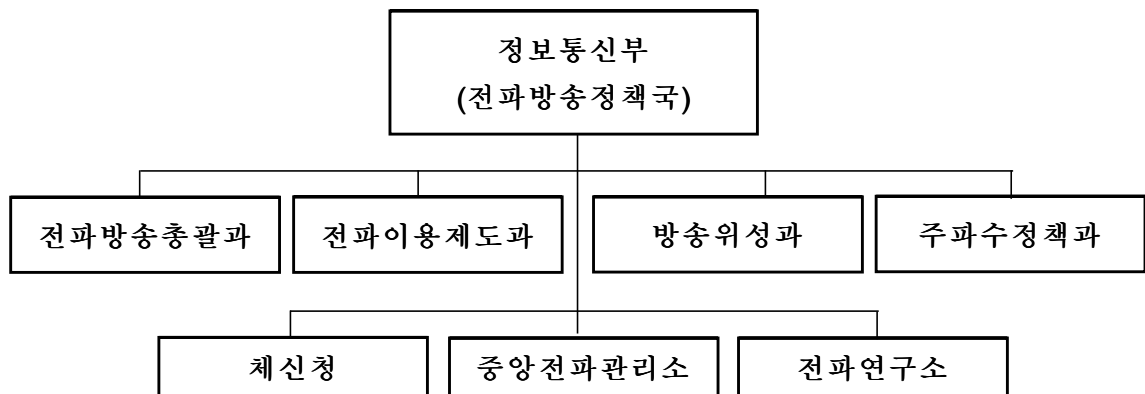 정보통신부
(전파방송정책국)
전파방송총괄과
전파이용제도과
방송위성과
주파수정책과
체신청
중앙전파관리소
전파연구소